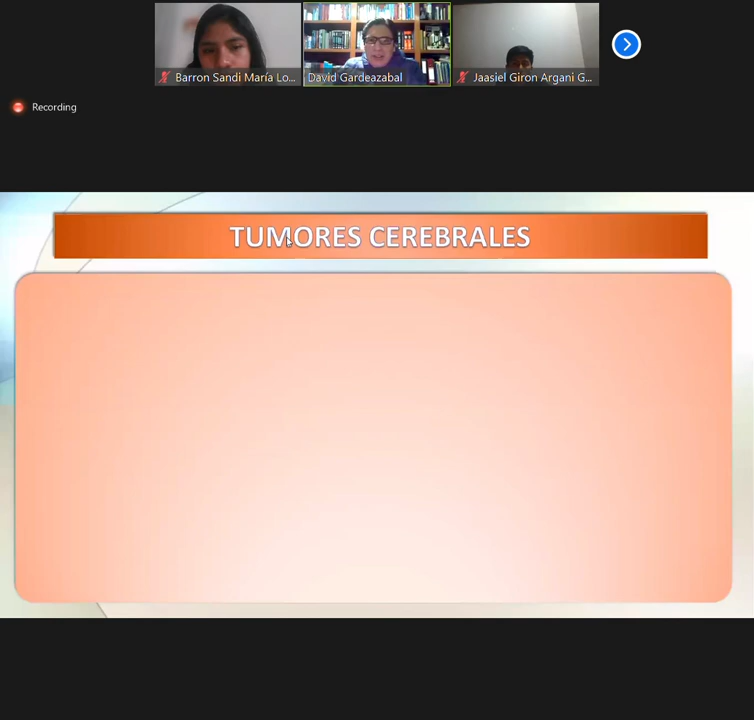 Barron Sandi María Lo...
David Gardeazabal
Jaasiel Giron Argani G...
Recording
TUMORES CEREBRALES